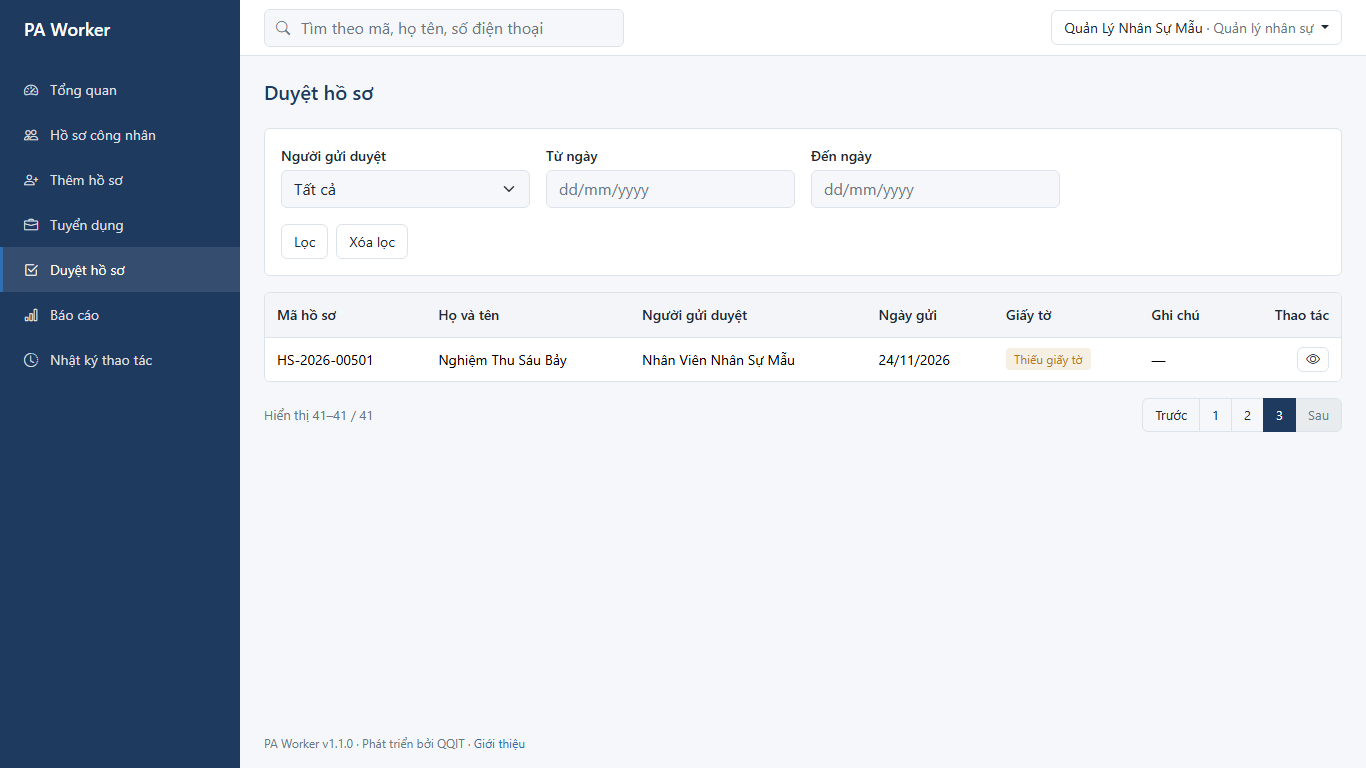 PA Worker
Tìm theo mã, họ tên, số điện thoại
Quản Lý Nhân Sự Mẫu · Quản lý nhân sự
Tổng quan
Hồ sơ công nhân
Thêm hồ sơ
Tuyển dụng
Duyệt hồ sơ
Báo cáo
Nhật ký thao tác
Duyệt hồ sơ
Người gửi duyệt Từ ngày Đến ngày
Tất cả dd/mm/yyyy dd/mm/yyyy
Lọc Xóa lọc
Mã hồ sơ Họ và tên Người gửi duyệt Ngày gửi Giấy tờ Ghi chú Thao tác
HS-2026-00501 Nghiệm Thu Sáu Bảy Nhân Viên Nhân Sự Mẫu 24/11/2026 Thiếu giấy tờ —
Hiển thị 41–41 / 41 Trước 1 2 3 Sau
PA Worker v1.1.0 · Phát triển bởi QQIT · Giới thiệu